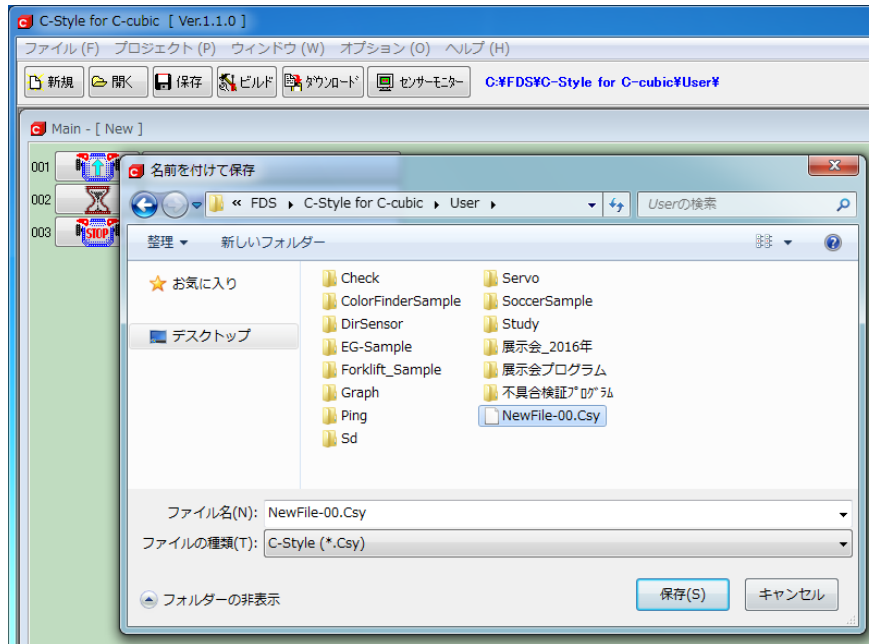 C-Style for C-cubic [ Ver.1.1.0 ]
ファイル (F) プロジェクト (P) ウィンドウ (W) オプション (O) ヘルプ (H)
新規 開く 保存 ビルド ダウンロード センサーモニター C:¥FDS¥C-Style for C-cubic¥User¥
Main - [ New ]
001
002
003 STOP
名前を付けて保存
« FDS C-Style for C-cubic User Userの検索
整理 新しいフォルダー
お気に入り
デスクトップ
Check
ColorFinderSample
DirSensor
EG-Sample
Forklift_Sample
Graph
Ping
Sd
Servo
SoccerSample
Study
展示会_2016年
展示会プログラム
不具合検証プログラム
NewFile-00.Csy
ファイル名(N): NewFile-00.Csy
ファイルの種類(T): C-Style (*.Csy)
フォルダーの非表示 保存(S) キャンセル